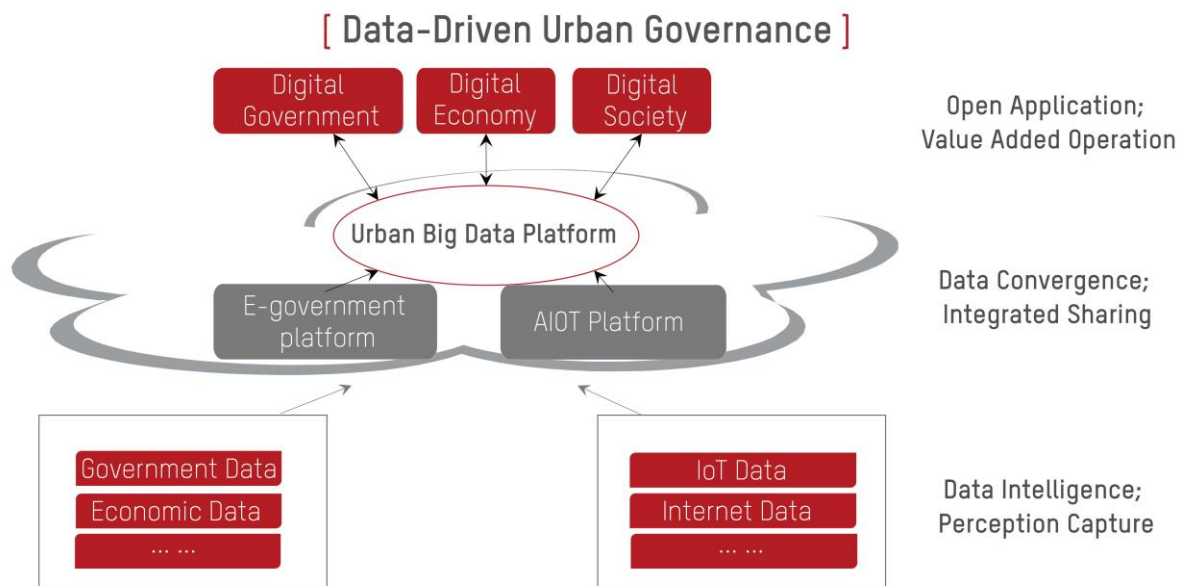 [ Data-Driven Urban Governance ]
Digital
Government
Digital
Economy
Digital
Society
Open Application;
Value Added Operation
Urban Big Data Platform
E-government
platform
AIOT Platform
Data Convergence;
Integrated Sharing
Government Data
Economic Data
... ...
IoT Data
Internet Data
... ...
Data Intelligence;
Perception Capture